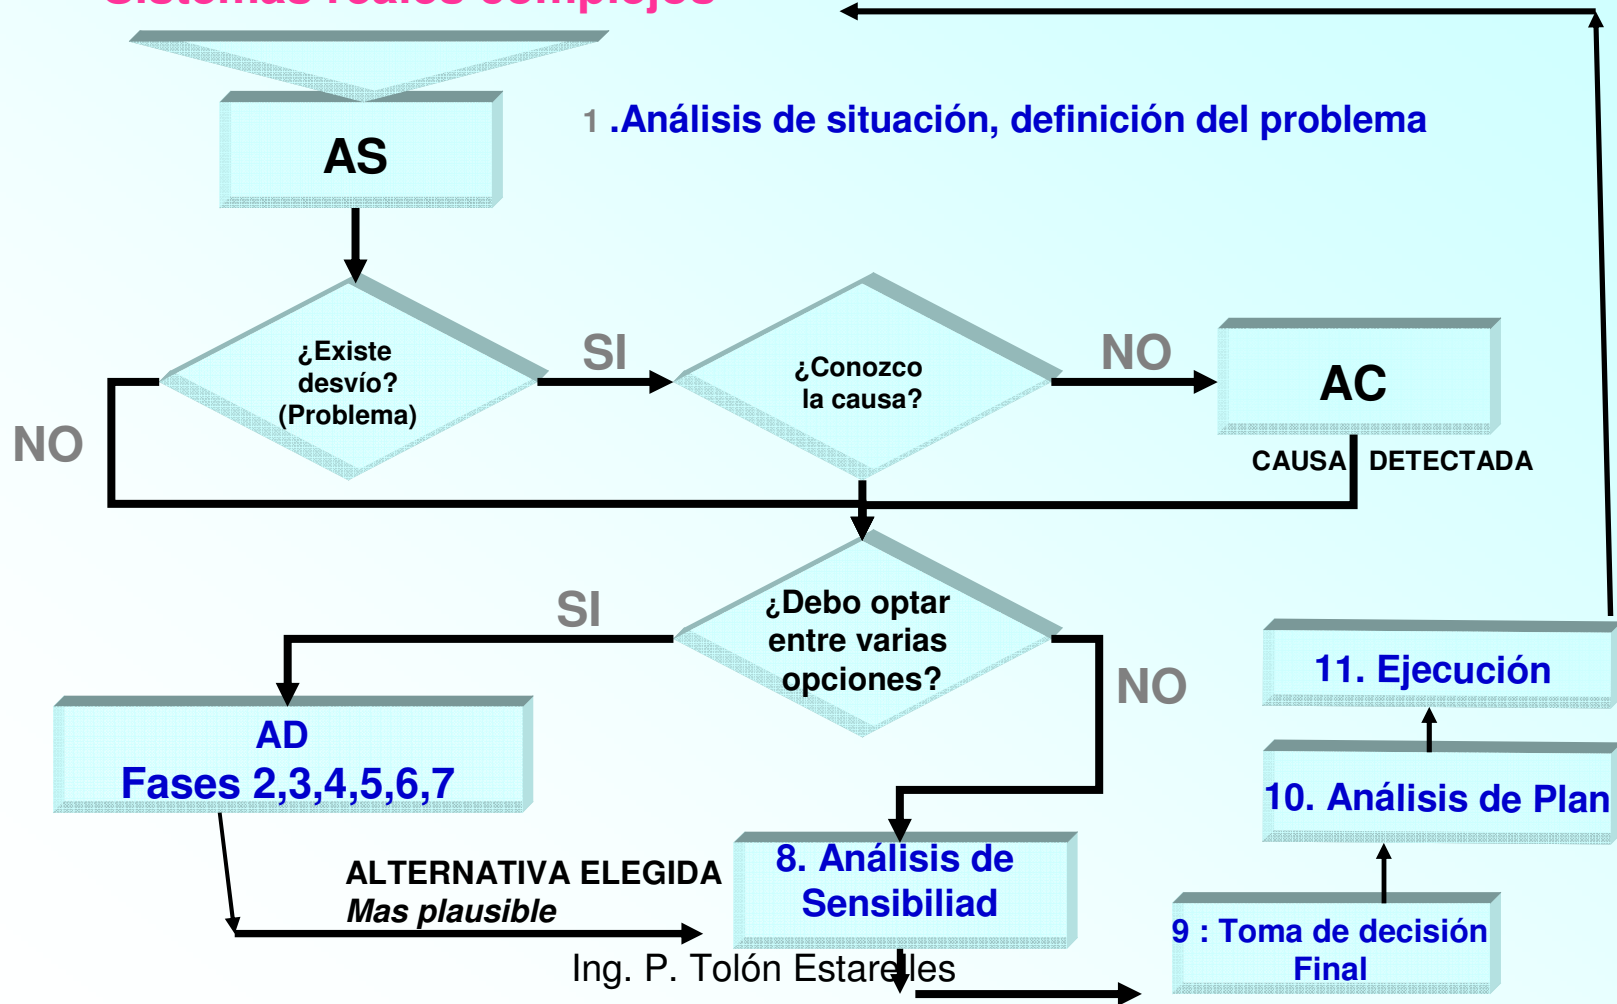 Sistemas reales complejos
1 .Análisis de situación, definición del problema
AS
¿Existe
desvío?
(Problema)
SI
¿Conozco
la causa?
NO
AC
NO
CAUSA DETECTADA
¿Debo optar
entre varias
opciones?
SI
NO
11. Ejecución
AD
Fases 2,3,4,5,6,7
10. Análisis de Plan
ALTERNATIVA ELEGIDA
Mas plausible
8. Análisis de
Sensibiliad
9 : Toma de decisión
Final
Ing. P. Tolón Estarelles